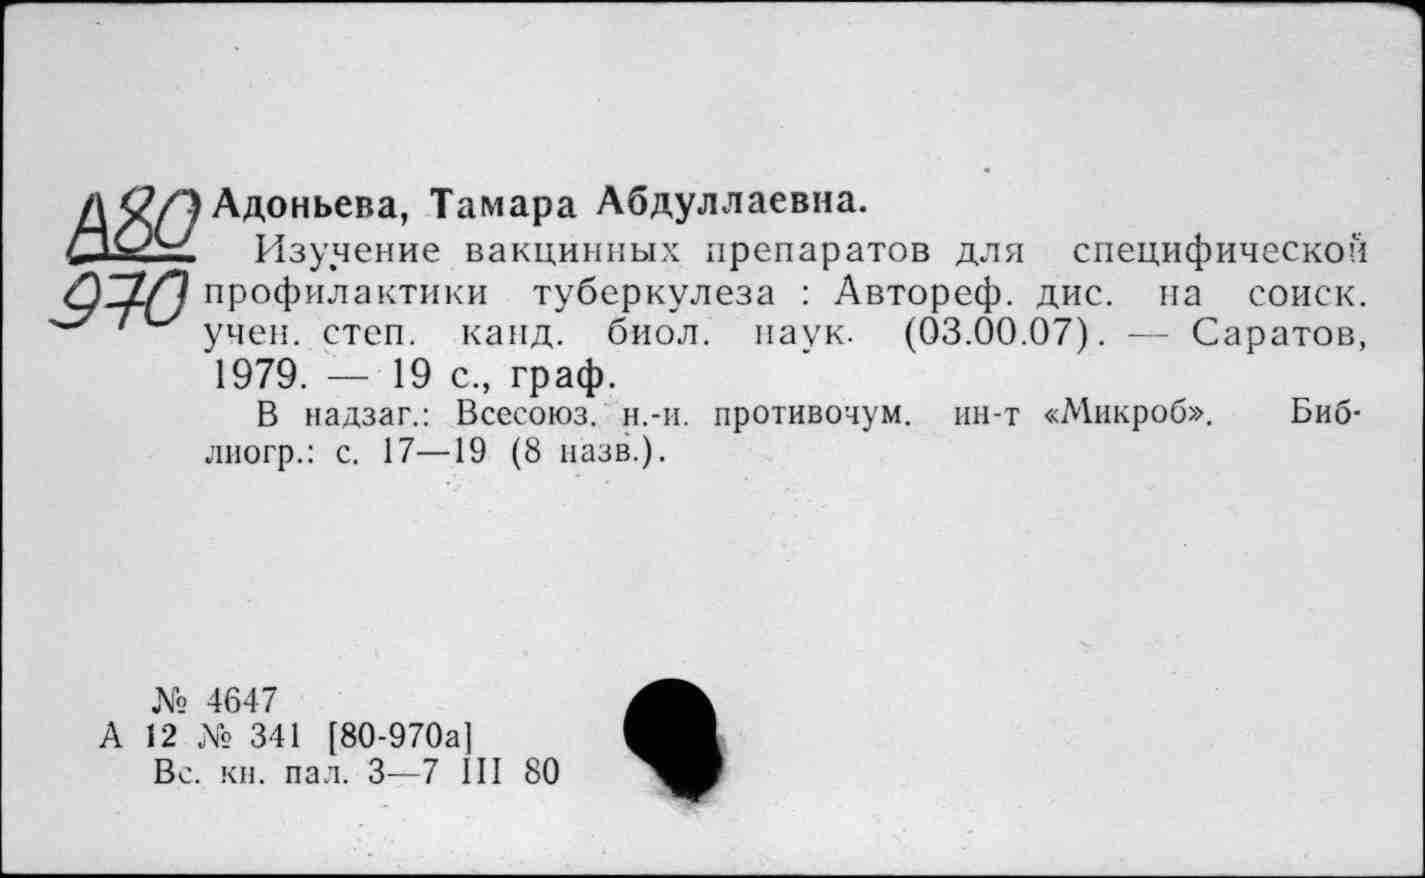 А80 Адоньева, Тамара Абдуллаевна.
Изучение вакцинных препаратов для специфической
970 профилактики туберкулеза : Автореф. дис. на соиск.
учен. степ. канд. биол. наук. (03.00.07). — Саратов,
1979. — 19 с., граф.
В надзаг.: Всесоюз. н.-и. противочум. ин-т «Микроб». Биб-
лиогр.: с. 17—19 (8 назв.).
№ 4647
А 12 № 341 [80-970а]
Вс. кн. пал. 3—7 III 80